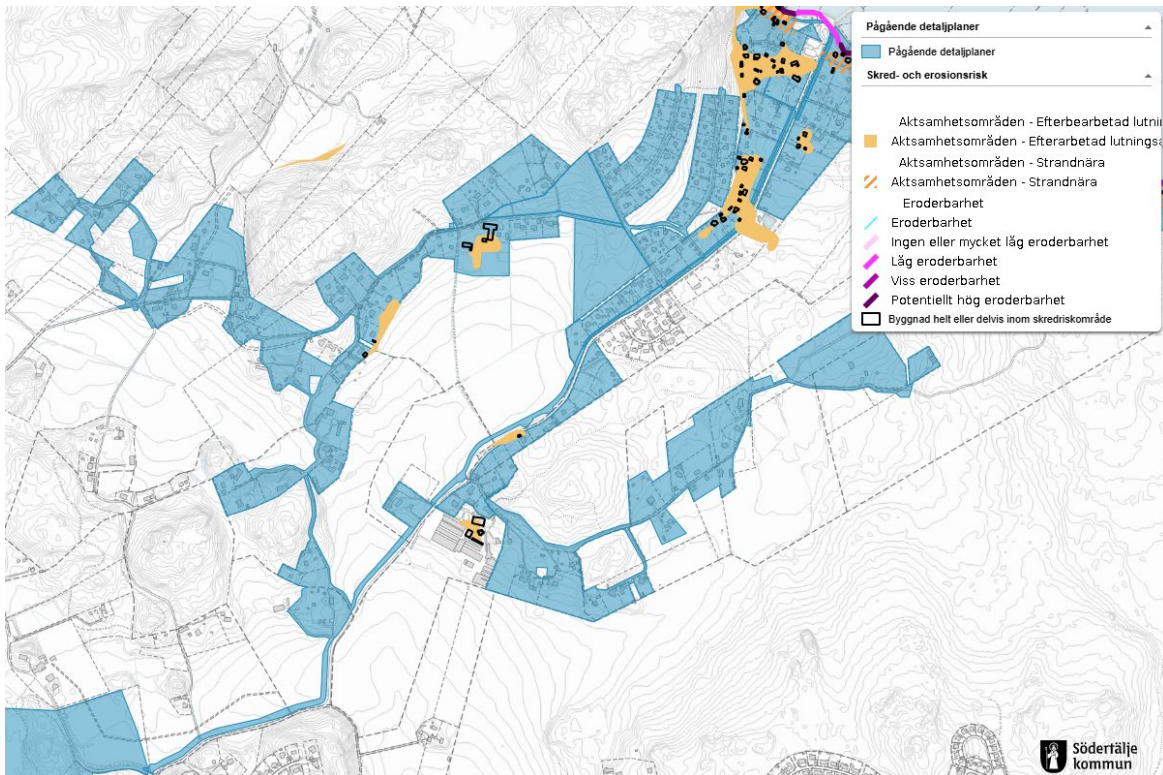 Pågående detaljplaner
Pågående detaljplaner
Skred- och erosionsrisk
Aktsamhetsområden - Efterbearbetad lutni
Aktsamhetsområden - Efterarbetad lutningsa
Aktsamhetsområden - Strandnära
Aktsamhetsområden - Strandnära
Eroderbarhet
Eroderbarhet
Ingen eller mycket låg eroderbarhet
Låg eroderbarhet
Viss eroderbarhet
Potentiellt hög eroderbarhet
Byggnad helt eller delvis inom skredriskområde
Södertälje
kommun